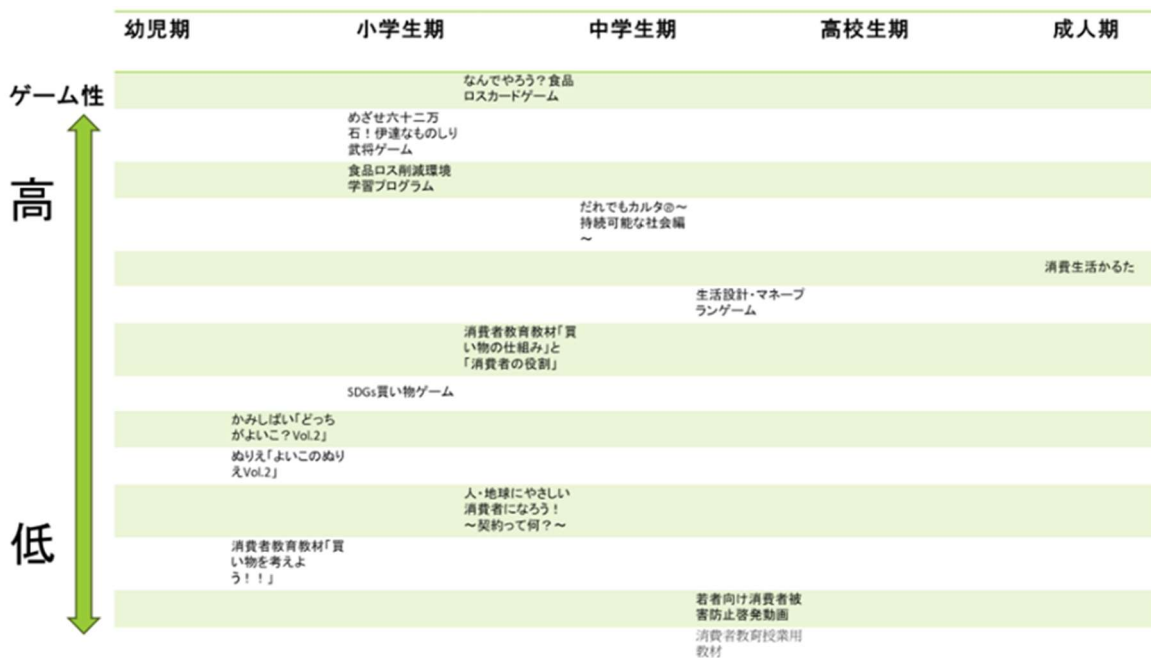 幼児期
小学生期
中学生期
高校生期
成人期
ゲーム性
高
低
なんでやろう？食品
ロスカードゲーム
めざせ六十二万
石！伊達なものしり
武将ゲーム
食品ロス削減環境
学習プログラム
だれでもカルタ②～
持続可能な社会編
～
消費生活かるた
生活設計・マネープ
ランゲーム
消費者教育教材「買
い物の仕組み」と
「消費者の役割」
SDGs買い物ゲーム
かみしばい「どっち
がよいこ？Vol.2」
ぬりえ「よいこのぬり
えVol.2」
人・地球にやさしい
消費者になろう！
～契約って何？～
消費者教育教材「買
い物を考えよ
う！！」
若者向け消費者被
害防止啓発動画
消費者教育授業用
教材